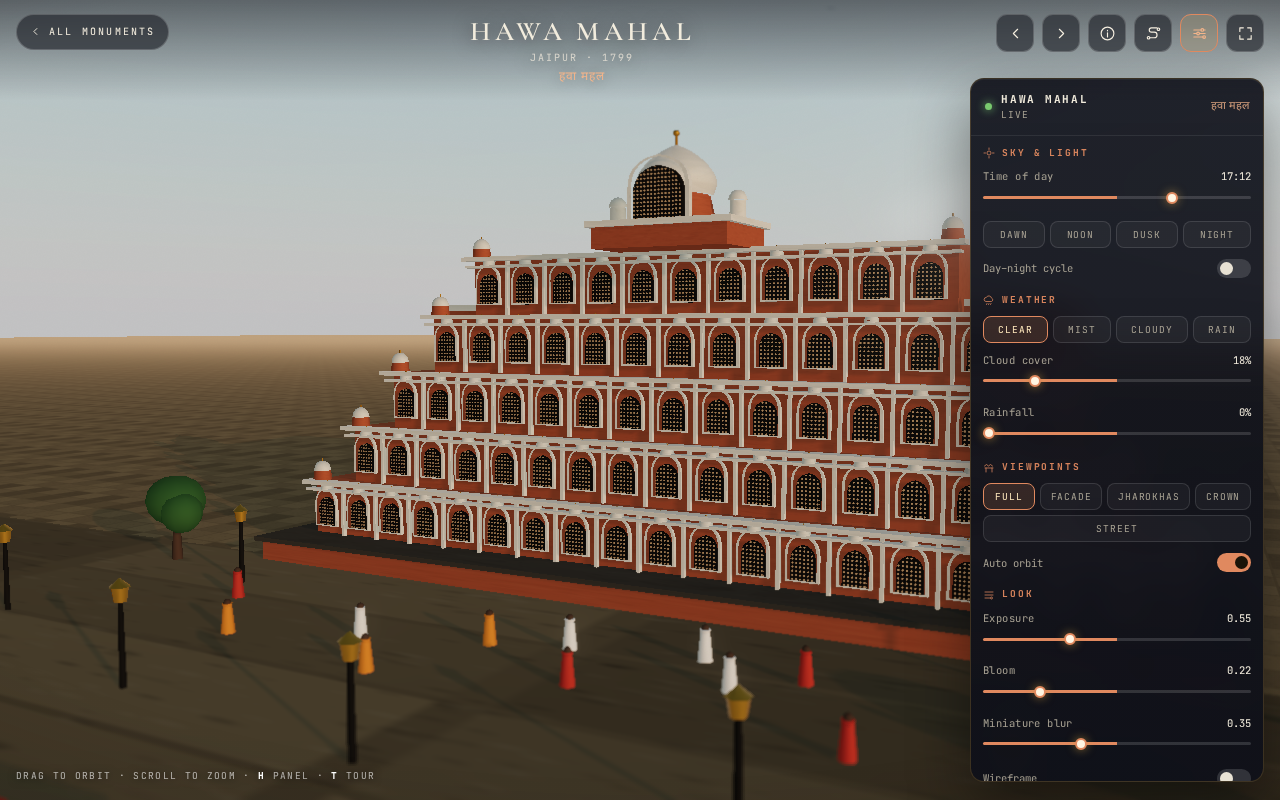 ALL MONUMENTS
HAWA MAHAL
JAIPUR · 1799
हवा महल
HAWA MAHAL
LIVE
हवा महल
SKY & LIGHT
Time of day 17:12
DAWN NOON DUSK NIGHT
Day-night cycle
WEATHER
CLEAR MIST CLOUDY RAIN
Cloud cover 18%
Rainfall 0%
VIEWPOINTS
FULL FACADE JHAROKHAS CROWN
STREET
Auto orbit
LOOK
Exposure 0.55
Bloom 0.22
Miniature blur 0.35
Wireframe
DRAG TO ORBIT · SCROLL TO ZOOM · H PANEL · T TOUR